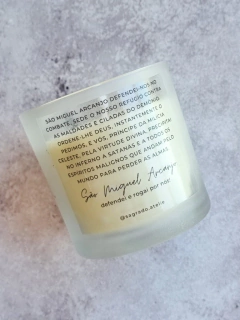 SÃO MIGUEL ARCANJO DEFENDEI-NOS NO
COMBATE, SEDE O NOSSO REFÚGIO CONTRA
AS MALDADES E CILADAS DO DEMÔNIO
ORDENE-LHE DEUS, INSTANTEMENTE O
PEDIMOS, E VÓS, PRÍNCIPE DA MILÍCIA
CELESTE, PELA VIRTUDE DIVINA, PRECIPITAI
NO INFERNO A SATANÁS E A TODOS OS
ESPÍRITOS MALIGNOS QUE ANDAM PELO
MUNDO PARA PERDER AS ALMAS
São Miguel Arcanjo
defendei e rogai por nós